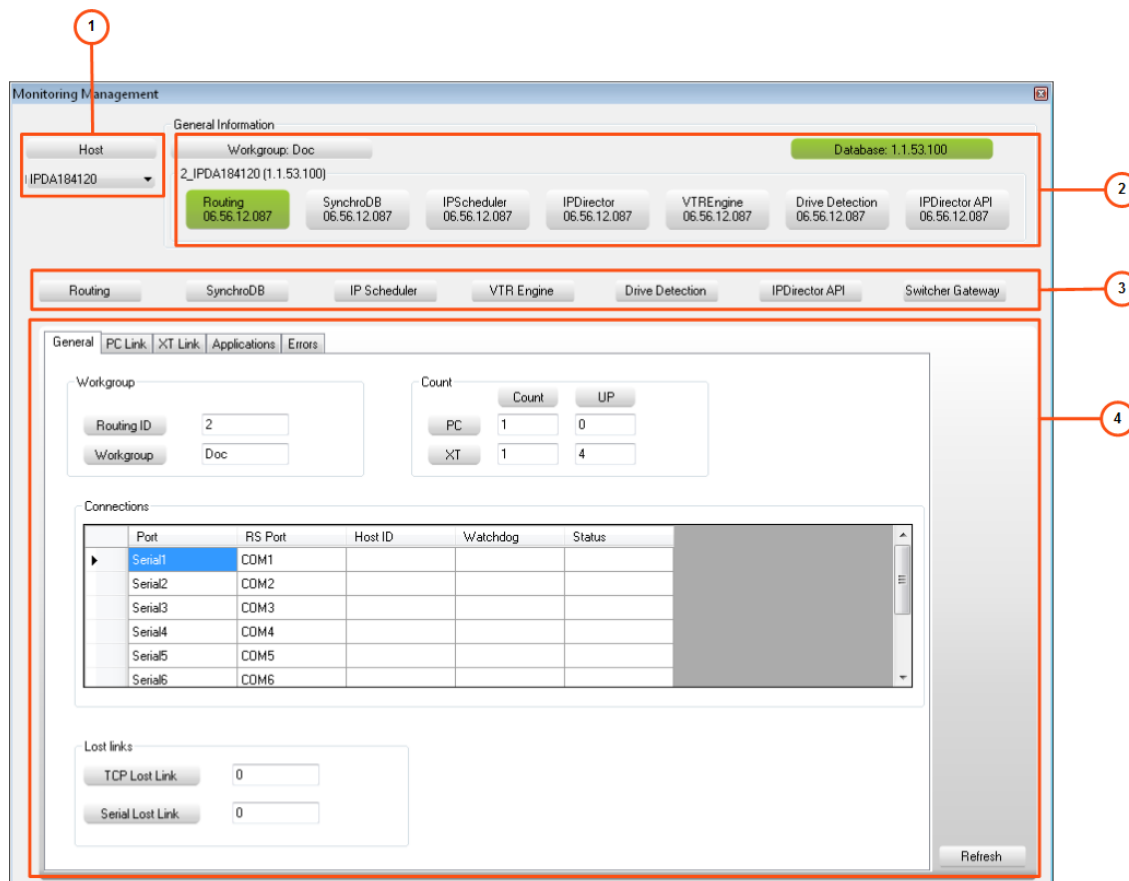 1
Monitoring Management
General Information
Host
Workgroup: Doc
Database: 1.1.53.100
IPDA184120
2_IPDA184120 (1.1.53.100)
2
Routing
06.56.12.087
SynchroDB
06.56.12.087
IPScheduler
06.56.12.087
IPDirector
06.56.12.087
VTREngine
06.56.12.087
Drive Detection
06.56.12.087
IPDirector API
06.56.12.087
3
Routing
SynchroDB
IP Scheduler
VTR Engine
Drive Detection
IPDirector API
Switcher Gateway
General
PC Link
XT Link
Applications
Errors
4
Workgroup
Routing ID 2
Workgroup Doc
Count
Count UP
PC 1 0
XT 1 4
Connections
Port RS Port Host ID Watchdog Status
Serial1 COM1
Serial2 COM2
Serial3 COM3
Serial4 COM4
Serial5 COM5
Serial6 COM6
Lost links
TCP Lost Link 0
Serial Lost Link 0
Refresh